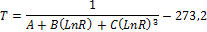 T = 1 / (A + B(LnR) + C(LnR)³) − 273,2